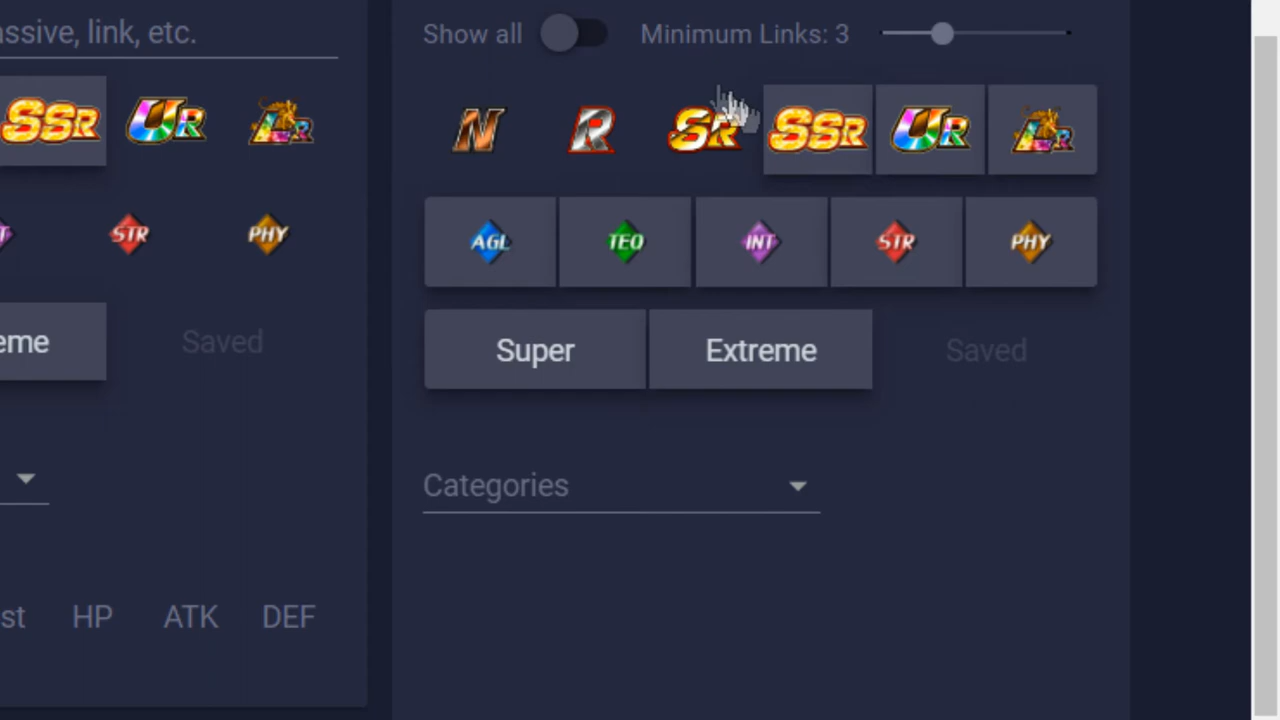 assive, link, etc.
SSR UR LR
T STR PHY
eme Saved
st HP ATK DEF
Show all Minimum Links: 3
N R SR SSR UR LR
AGL TEQ INT STR PHY
Super Extreme Saved
Categories